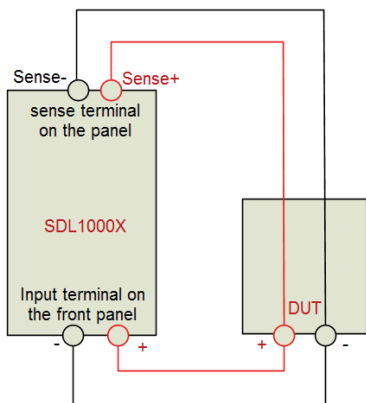 Sense-
Sense+
sense terminal
on the panel
SDL1000X
Input terminal on
the front panel
-
+
DUT
+
-